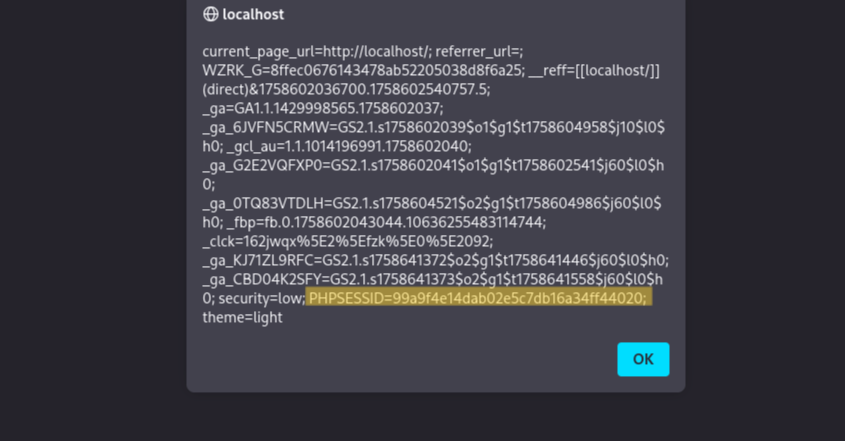 localhost
current_page_url=http://localhost/; referrer_url=;
WZRK_G=8ffec0676143478ab52205038d8f6a25; __reff=[[localhost/]]
(direct)&1758602036700.1758602540757.5;
_ga=GA1.1.1429998565.1758602037;
_ga_6JVFN5CRMW=GS2.1.s1758602039$o1$g1$t1758604958$j10$l0$
h0; _gcl_au=1.1.1014196991.1758602040;
_ga_G2E2VQFXP0=GS2.1.s1758602041$o1$g1$t1758602541$j60$l0$h
0;
_ga_0TQ83VTDLH=GS2.1.s1758604521$o2$g1$t1758604986$j60$l0$
h0; _fbp=fb.0.1758602043044.10636255483114744;
_clck=162jwqx%5E2%5Efzk%5E0%5E2092;
_ga_KJ71ZL9RFC=GS2.1.s1758641372$o2$g1$t1758641446$j60$l0$h0;
_ga_CBD04K2SFY=GS2.1.s1758641373$o2$g1$t1758641558$j60$l0$h
0; security=low; PHPSESSID=99a9f4e14dab02e5c7db16a34ff44020;
theme=light
OK